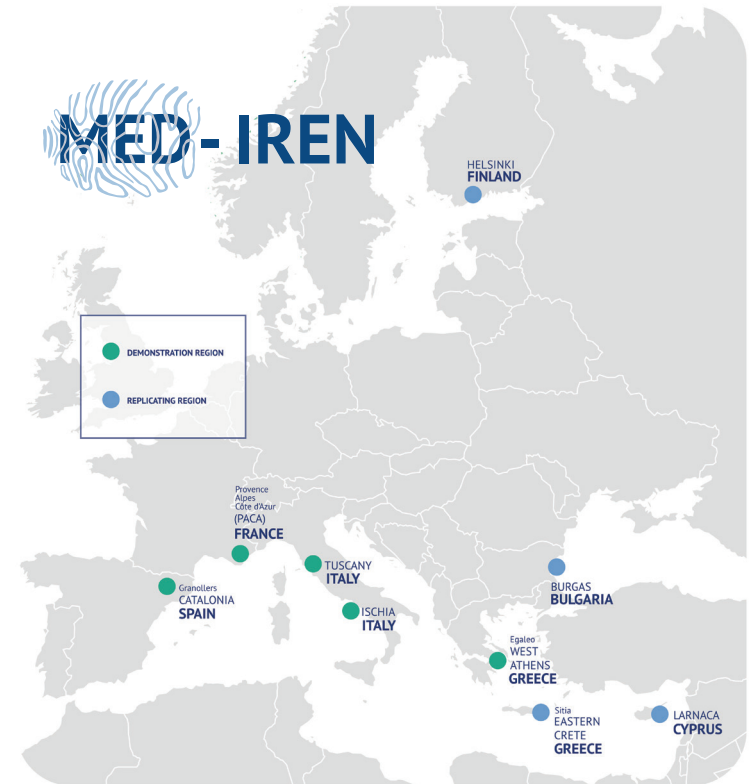 MED- IREN
HELSINKI
FINLAND
DEMONSTRATION REGION
REPLICATING REGION
Provence
Alpes
Côte d'Azur
(PACA)
FRANCE
TUSCANY
ITALY
Granollers
CATALONIA
SPAIN
ISCHIA
ITALY
BURGAS
BULGARIA
Egaleo
WEST
ATHENS
GREECE
Sitia
EASTERN
CRETE
GREECE
LARNACA
CYPRUS